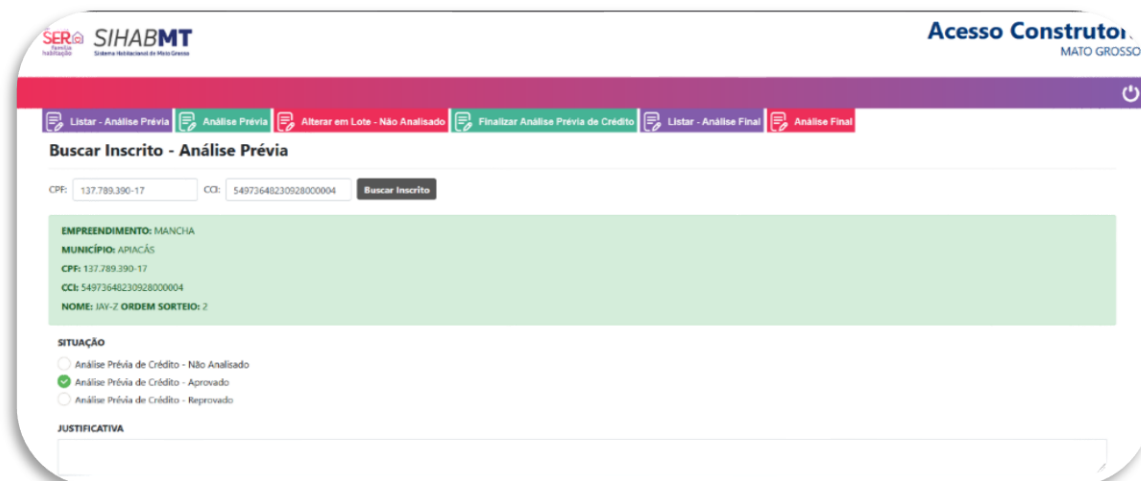 SER família habitação
SIHABMT
Sistema Habitacional de Mato Grosso
Acesso Construtor
MATO GROSSO
Listar - Análise Prévia Análise Prévia Alterar em Lote - Não Analisado Finalizar Análise Prévia de Crédito Listar - Análise Final Análise Final
Buscar Inscrito - Análise Prévia
CPF: 137.789.390-17 CCI: 54973648230928000004 Buscar Inscrito
EMPREENDIMENTO: MANCHA
MUNICÍPIO: APIACÁS
CPF: 137.789.390-17
CCI: 54973648230928000004
NOME: JAY-Z ORDEM SORTEIO: 2
SITUAÇÃO
Análise Prévia de Crédito - Não Analisado
Análise Prévia de Crédito - Aprovado
Análise Prévia de Crédito - Reprovado
JUSTIFICATIVA